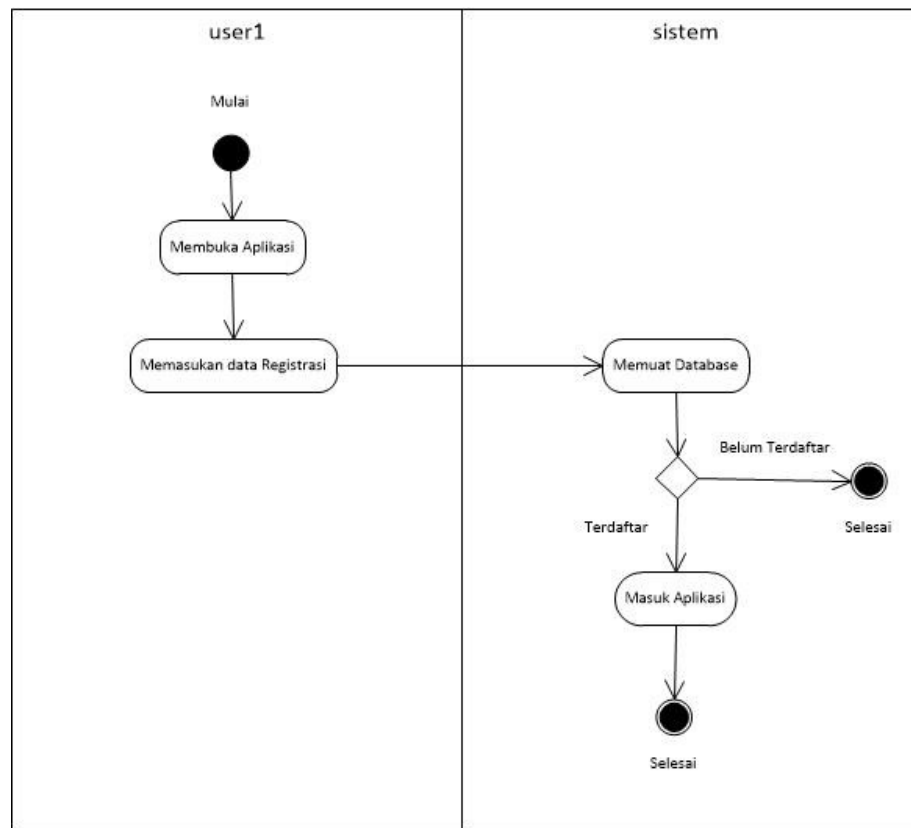 user1
sistem
Mulai
Membuka Aplikasi
Memasukan data Registrasi
Memuat Database
Belum Terdaftar
Terdaftar
Selesai
Masuk Aplikasi
Selesai